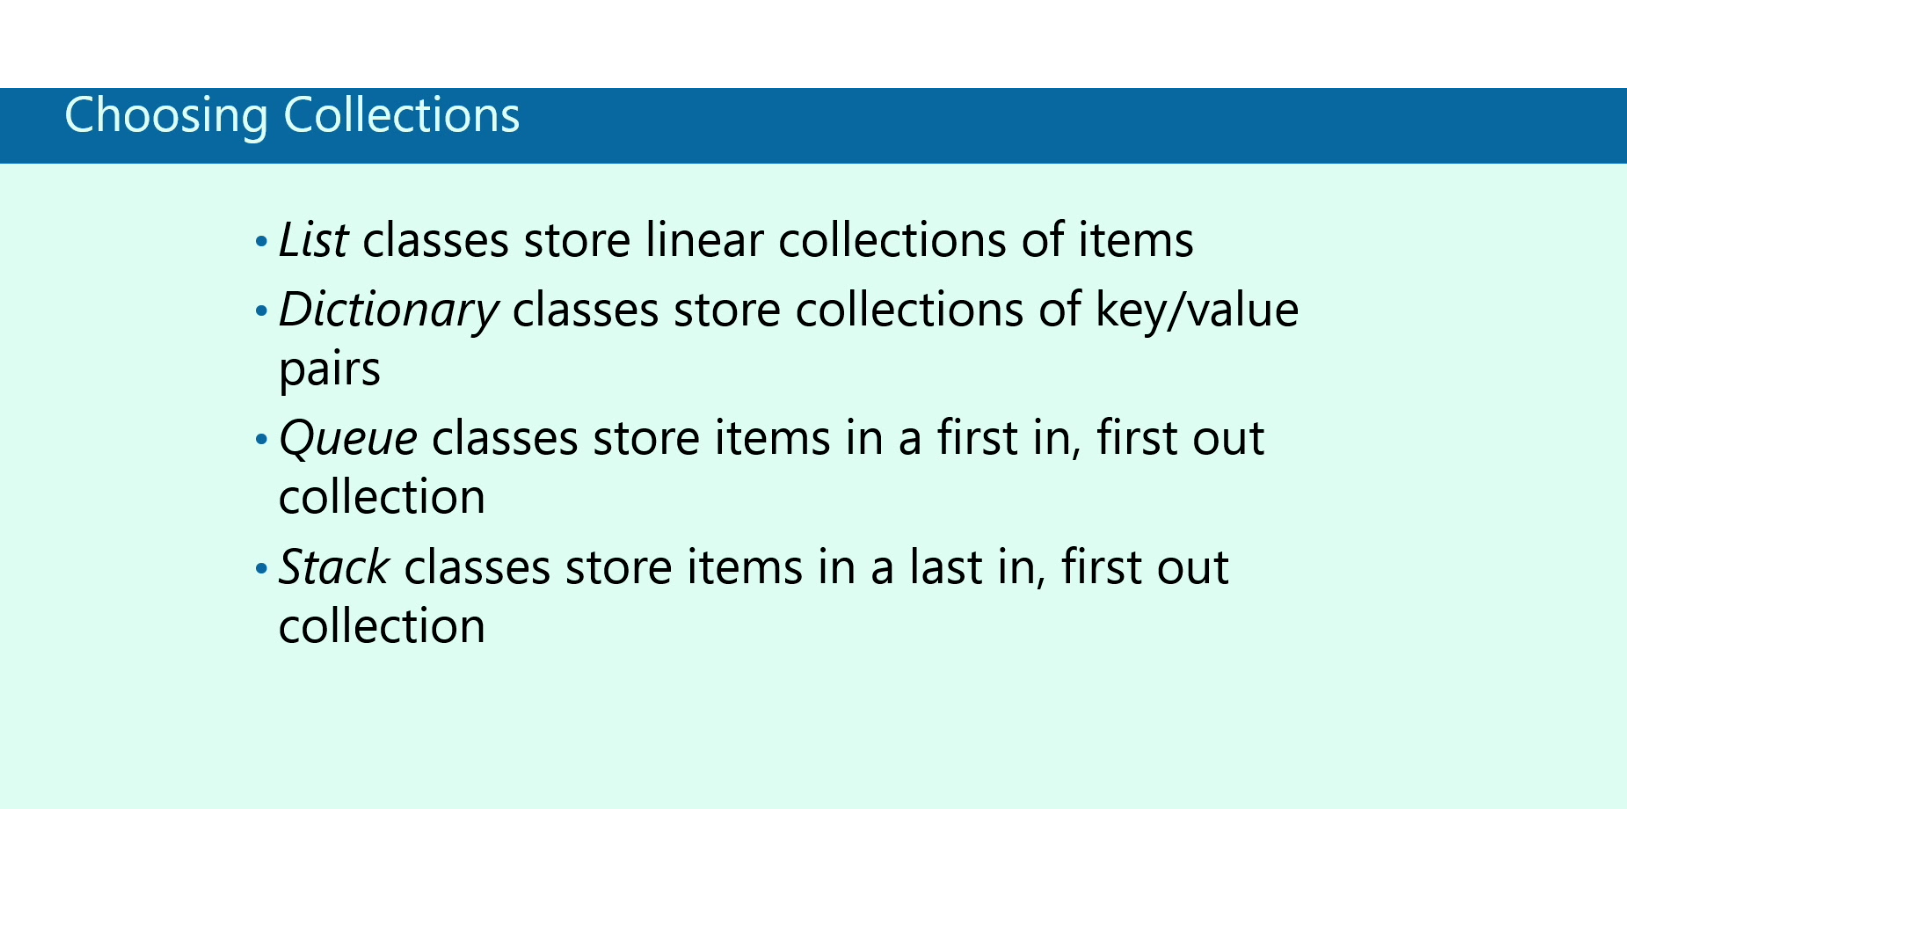 Choosing Collections
• List classes store linear collections of items
• Dictionary classes store collections of key/value
pairs
• Queue classes store items in a first in, first out
collection
• Stack classes store items in a last in, first out
collection